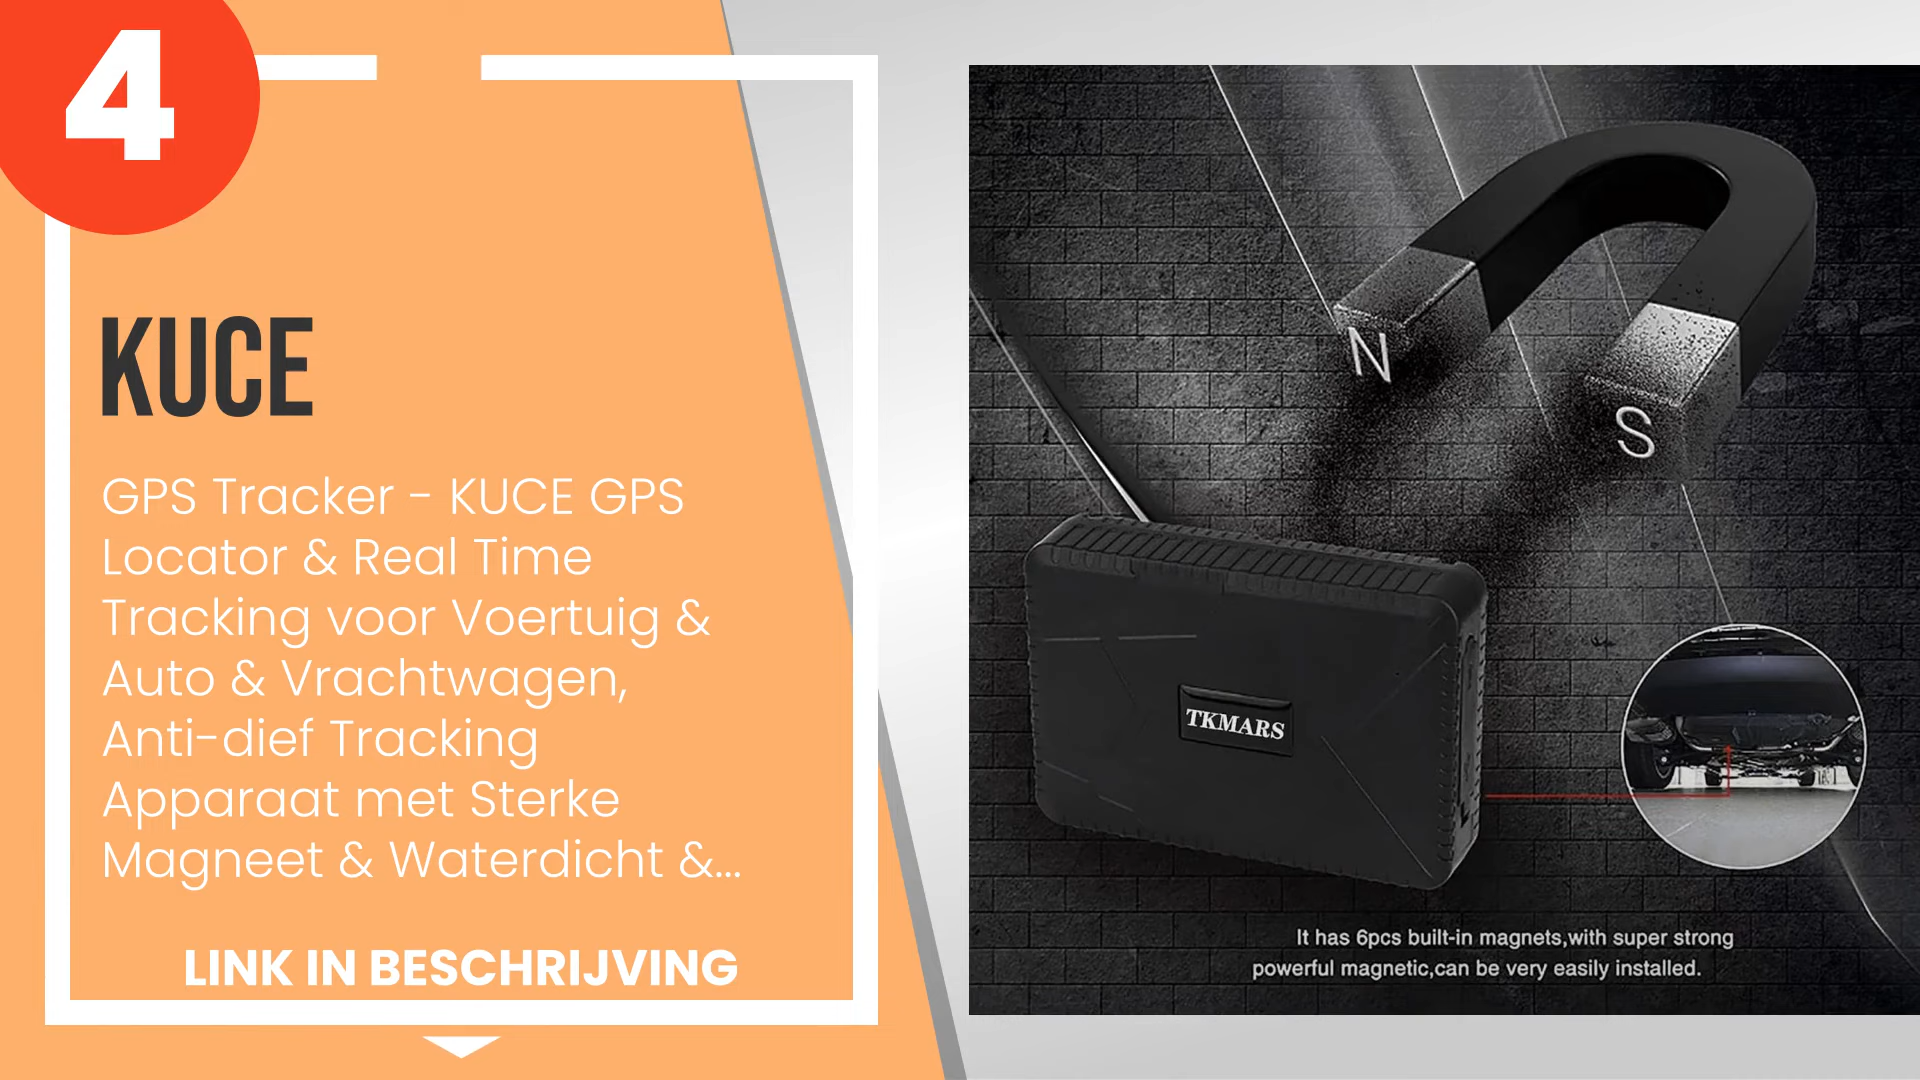 4
KUCE
GPS Tracker - KUCE GPS
Locator & Real Time
Tracking voor Voertuig &
Auto & Vrachtwagen,
Anti-dief Tracking
Apparaat met Sterke
Magneet & Waterdicht &...
LINK IN BESCHRIJVING
N
S
TKMARS
It has 6pcs built-in magnets,with super strong
powerful magnetic,can be very easily installed.